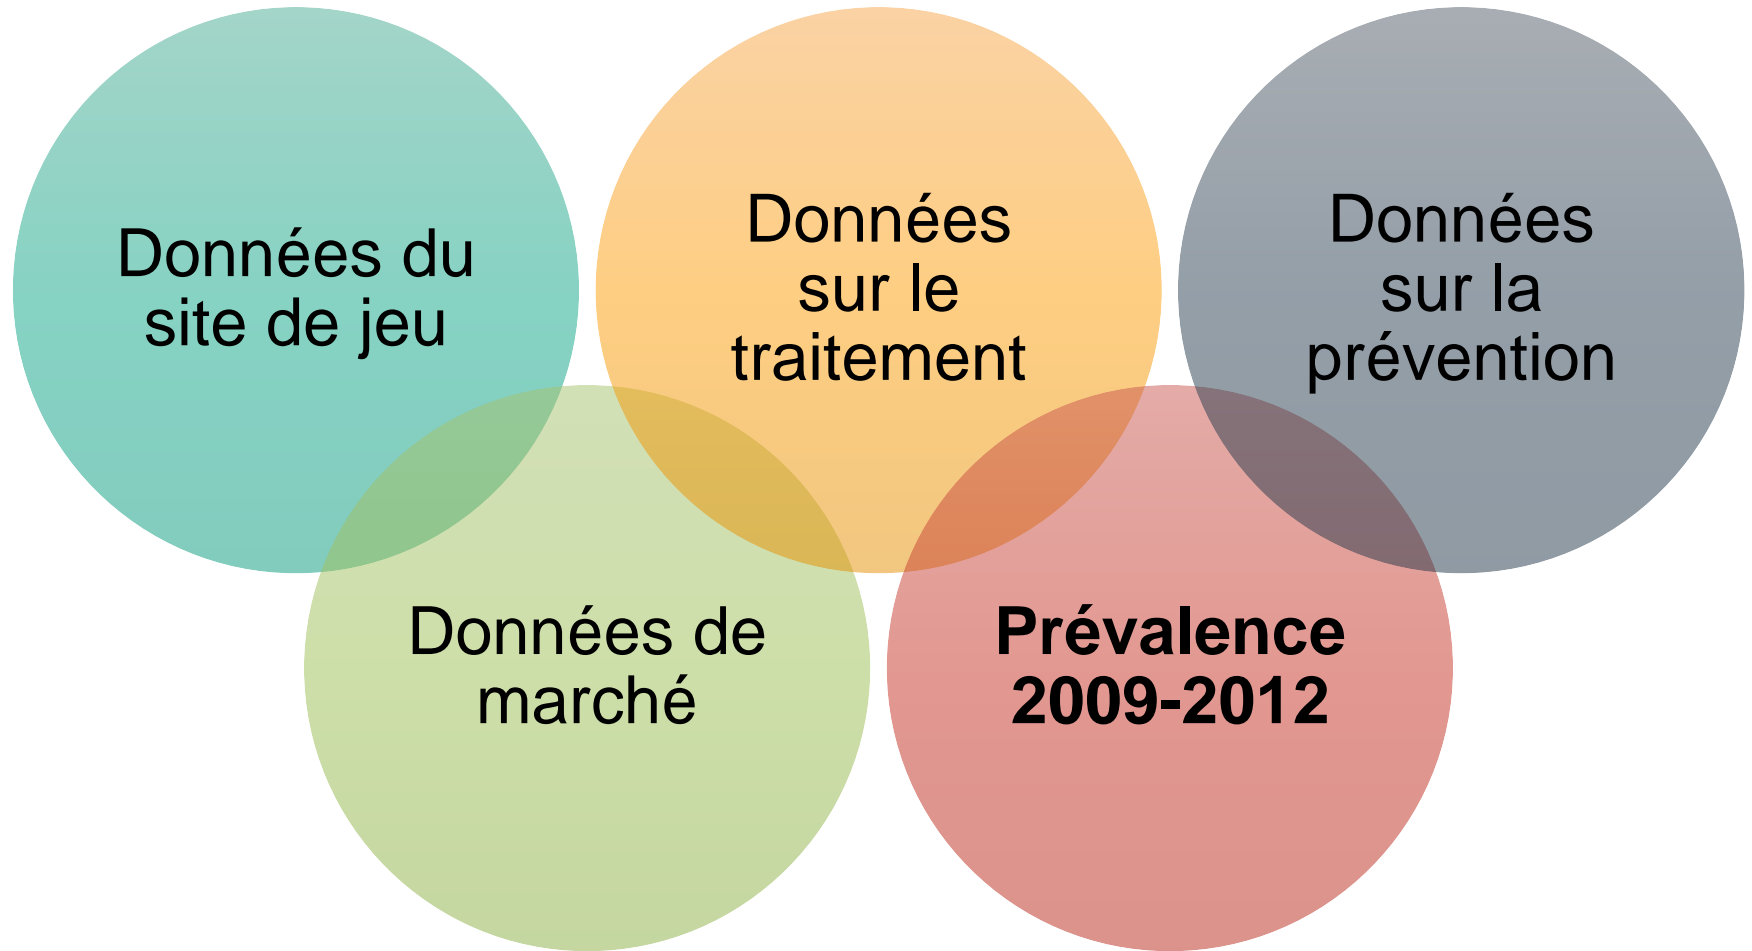 Données du
site de jeu
Données
sur le
traitement
Données
sur la
prévention
Données de
marché
Prévalence
2009-2012